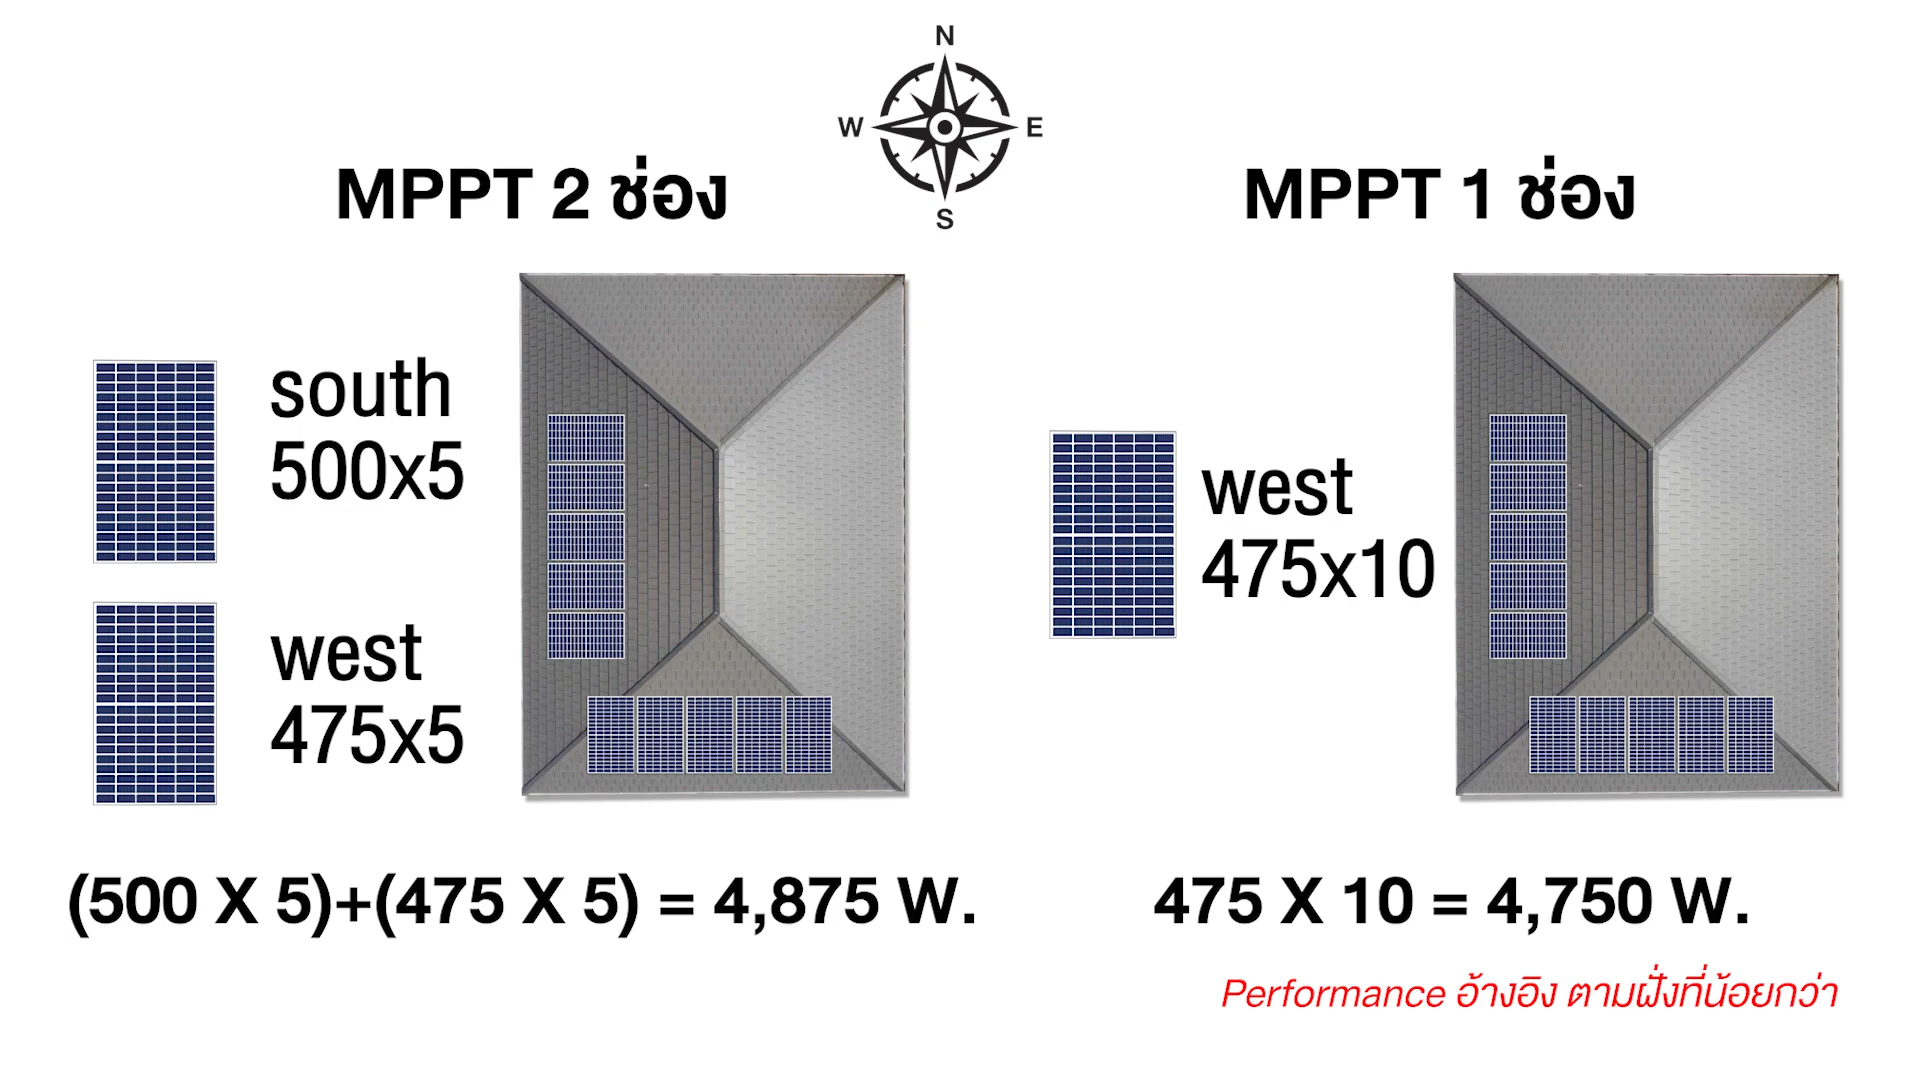 N
W
E
S
MPPT 2 ช่อง
MPPT 1 ช่อง
south
500x5
west
475x5
west
475x10
(500 X 5)+(475 X 5) = 4,875 W.
475 X 10 = 4,750 W.
Performance อ้างอิง ตามฝั่งที่น้อยกว่า